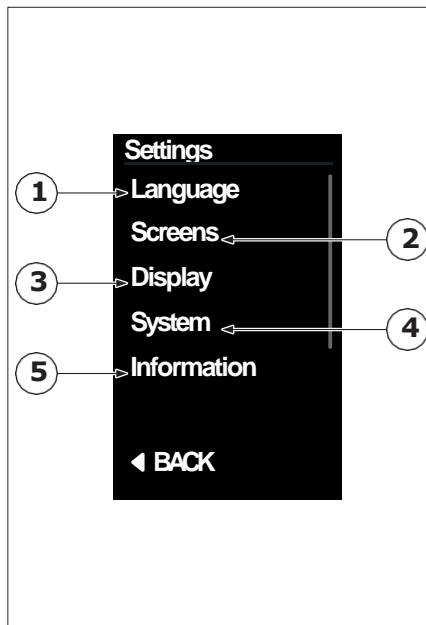 Settings
1 Language
Screens 2
3 Display
System 4
5 Information
BACK